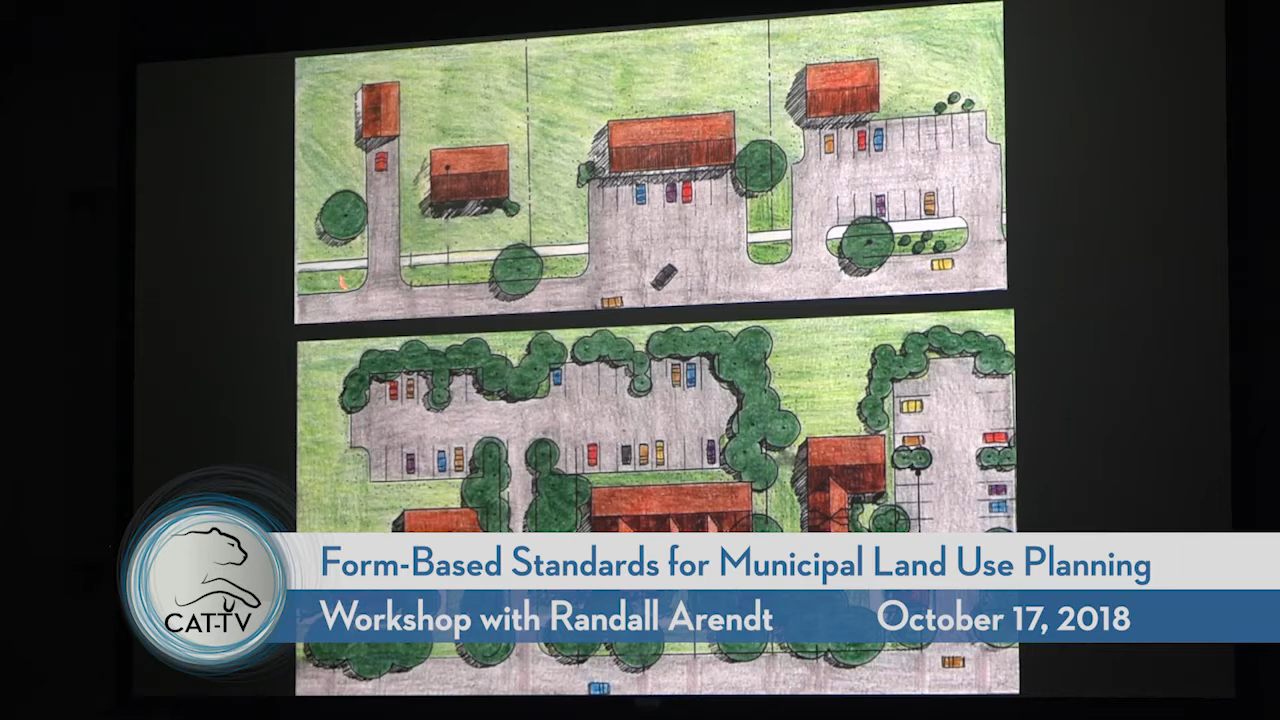 Form-Based Standards for Municipal Land Use Planning
Workshop with Randall Arendt October 17, 2018
CAT-TV